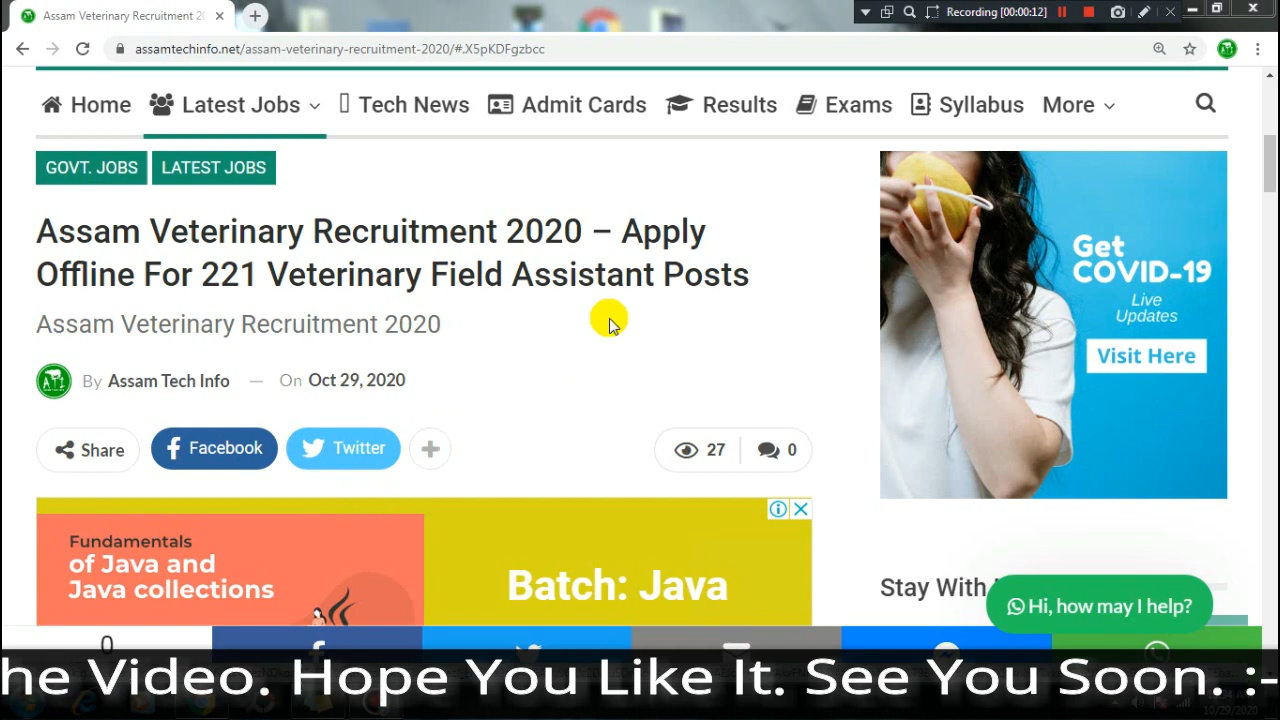 Assam Veterinary Recruitment 20
Recording [00:00:12]
assamtechinfo.net/assam-veterinary-recruitment-2020/#.X5pKDFgzbcc
Home Latest Jobs Tech News Admit Cards Results Exams Syllabus More
GOVT. JOBS LATEST JOBS
Assam Veterinary Recruitment 2020 – Apply
Offline For 221 Veterinary Field Assistant Posts
Assam Veterinary Recruitment 2020
By Assam Tech Info — On Oct 29, 2020
Share Facebook Twitter 27 0
Get
COVID-19
Live
Updates
Visit Here
Fundamentals
of Java and
Java collections
Batch: Java
Stay With
Hi, how may I help?
0
he Video. Hope You Like It. See You Soon. :-
10/29/2020